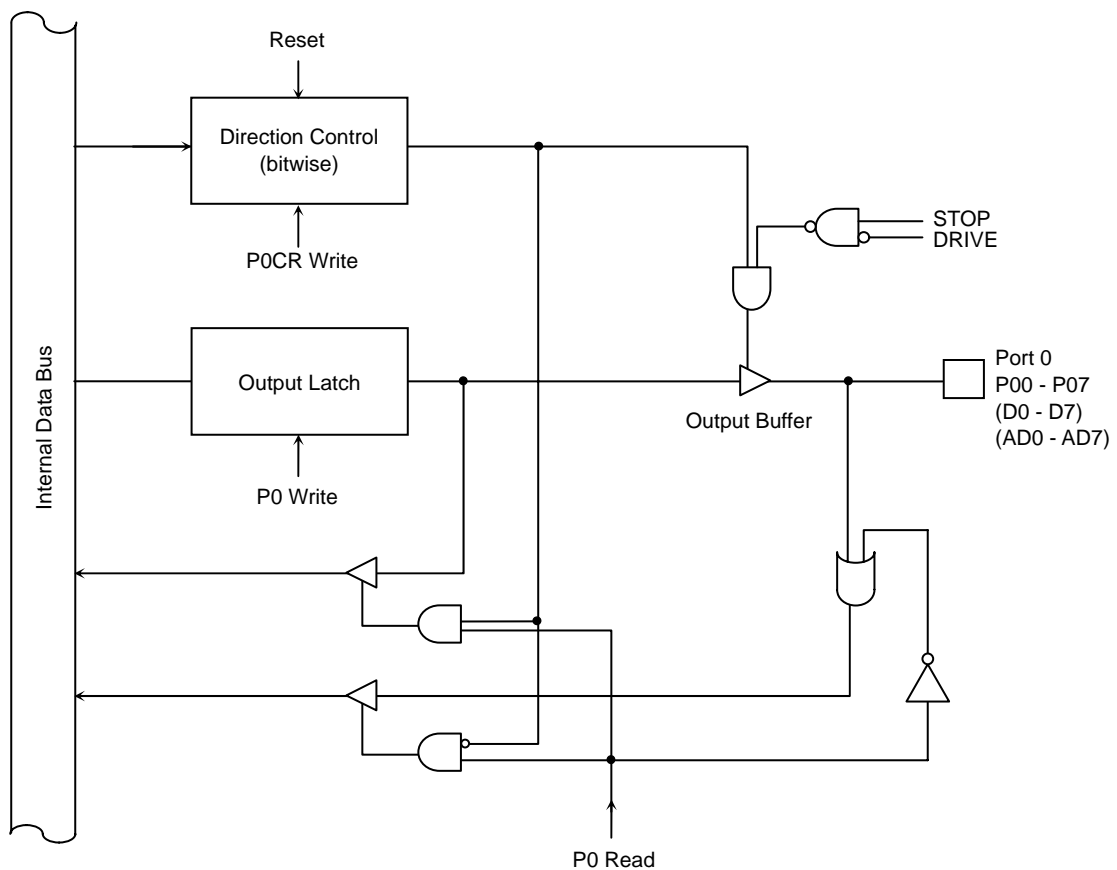 Reset
Direction Control
(bitwise)
STOP
DRIVE
P0CR Write
Internal Data Bus
Output Latch
Port 0
P00 - P07
(D0 - D7)
(AD0 - AD7)
Output Buffer
P0 Write
P0 Read